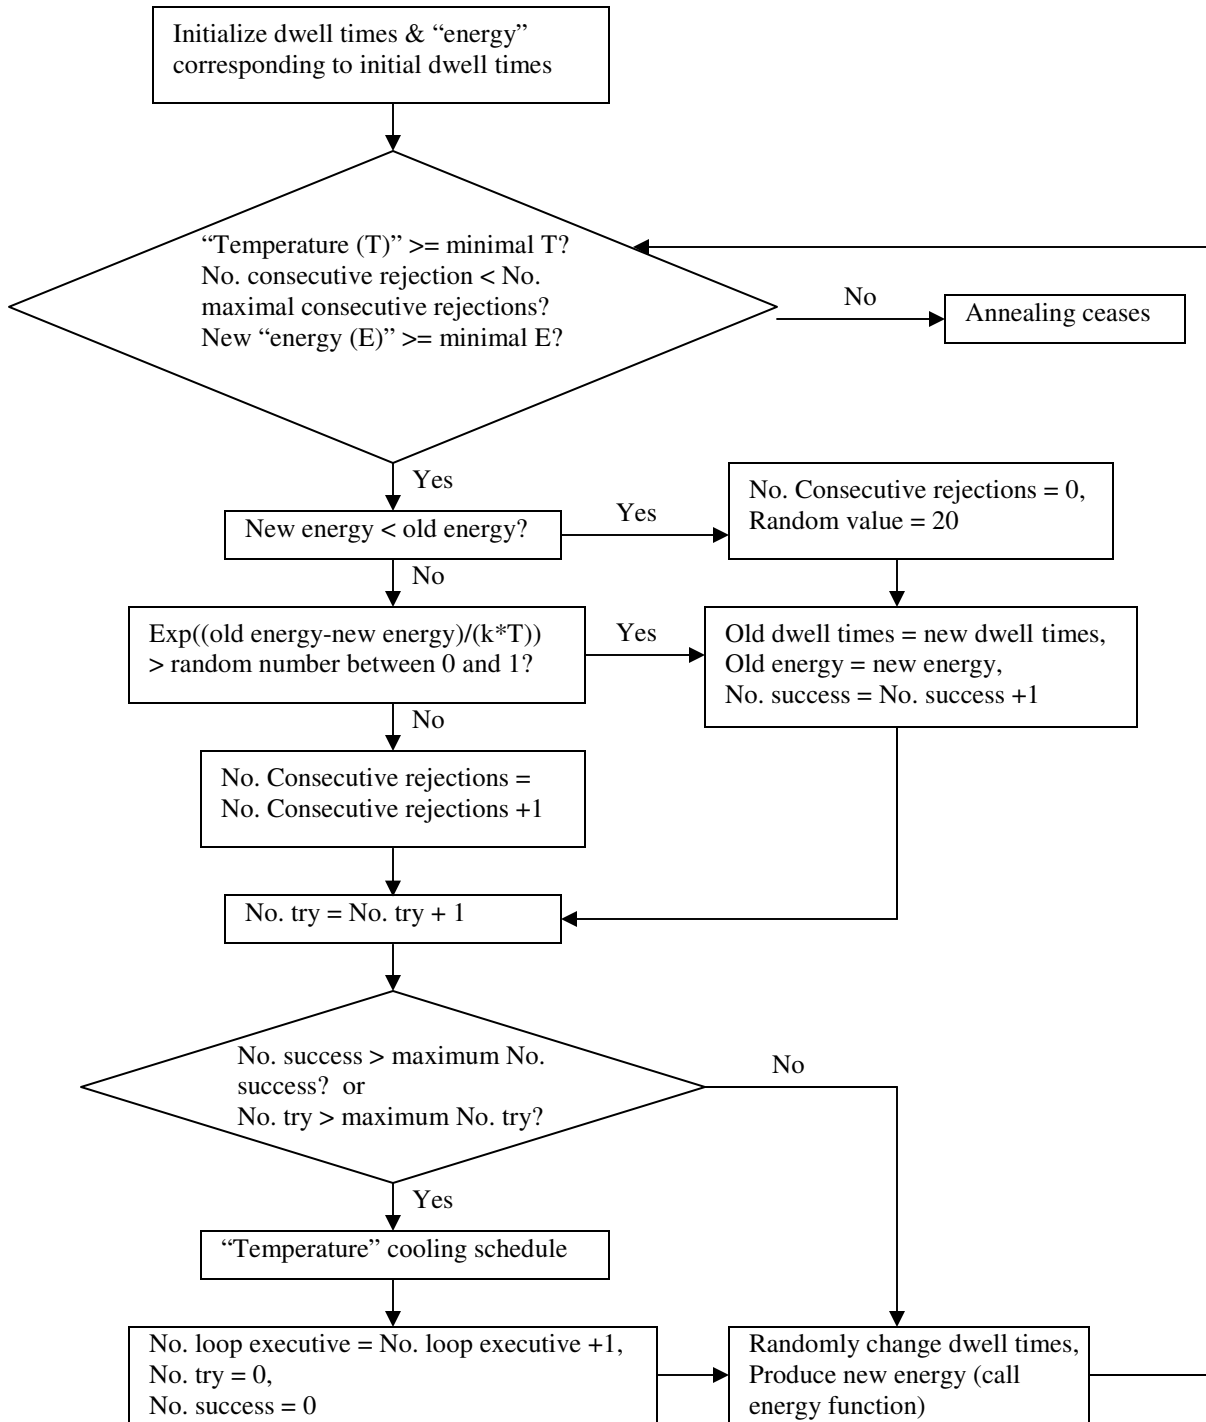 Initialize dwell times & “energy”
corresponding to initial dwell times
“Temperature (T)” >= minimal T?
No. consecutive rejection < No.
maximal consecutive rejections?
New “energy (E)” >= minimal E?
No
Annealing ceases
Yes
New energy < old energy?
Yes
No. Consecutive rejections = 0,
Random value = 20
No
Exp((old energy-new energy)/(k*T))
> random number between 0 and 1?
Yes
Old dwell times = new dwell times,
Old energy = new energy,
No. success = No. success +1
No
No. Consecutive rejections =
No. Consecutive rejections +1
No. try = No. try + 1
No. success > maximum No.
success?  or
No. try > maximum No. try?
No
Yes
“Temperature” cooling schedule
No. loop executive = No. loop executive +1,
No. try = 0,
No. success = 0
Randomly change dwell times,
Produce new energy (call
energy function)